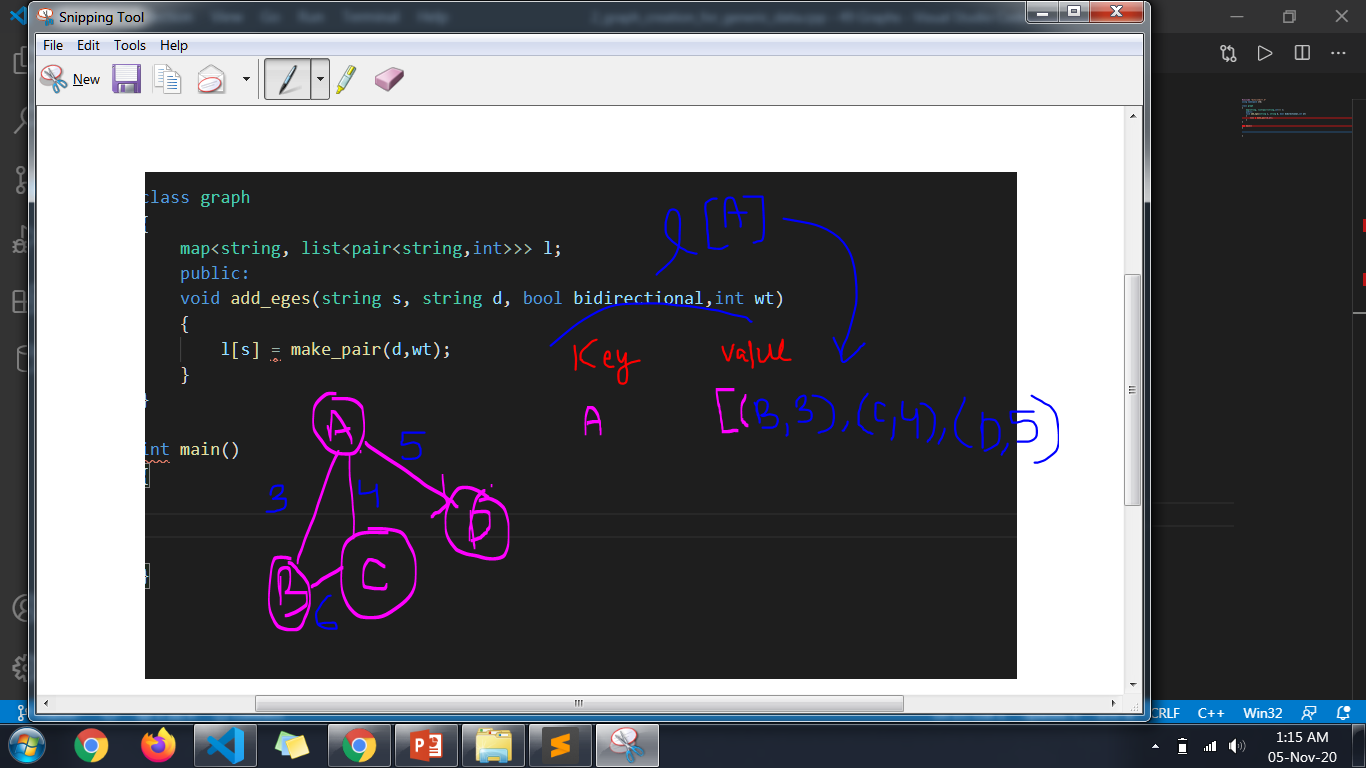 Snipping Tool
File Edit Tools Help
New
class graph
{
map<string, list<pair<string,int>>> l;
public:
void add_eges(string s, string d, bool bidirectional,int wt)
{
l[s] = make_pair(d,wt);
}
}
int main()
{
}
l[A]
Key value
A [(B,3),(C,4),(D,5)
A
5
3
4
D
B
C
6
CRLF C++ Win32
1:15 AM
05-Nov-20